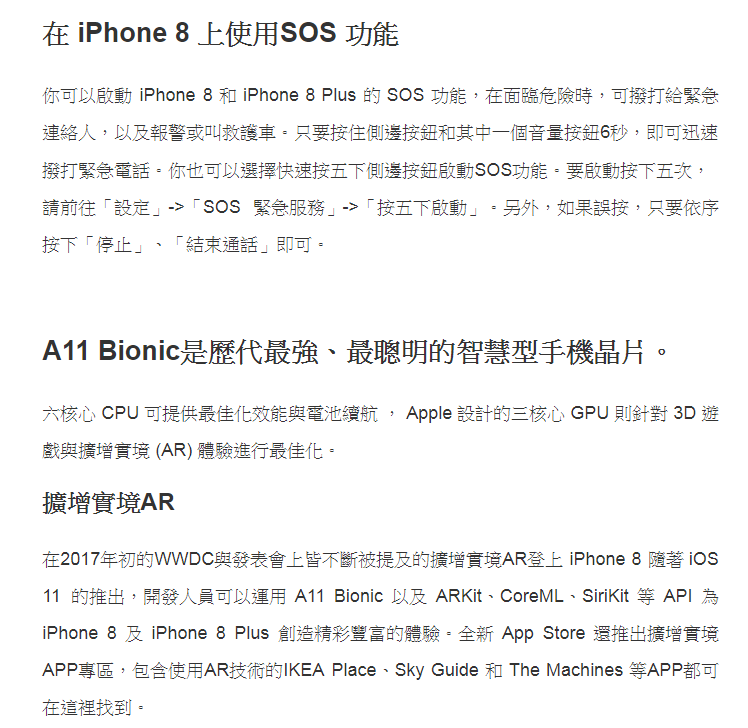 在 iPhone 8 上使用SOS 功能
你可以啟動 iPhone 8 和 iPhone 8 Plus 的 SOS 功能，在面臨危險時，可撥打給緊急
連絡人，以及報警或叫救護車。只要按住側邊按鈕和其中一個音量按鈕6秒，即可迅速
撥打緊急電話。你也可以選擇快速按五下側邊按鈕啟動SOS功能。要啟動按下五次，
請前往「設定」->「SOS 緊急服務」->「按五下啟動」。另外，如果誤按，只要依序
按下「停止」、「結束通話」即可。
A11 Bionic是歷代最強、最聰明的智慧型手機晶片。
六核心 CPU 可提供最佳化效能與電池續航 ， Apple 設計的三核心 GPU 則針對 3D 遊
戲與擴增實境 (AR) 體驗進行最佳化。
擴增實境AR
在2017年初的WWDC與發表會上皆不斷被提及的擴增實境AR登上 iPhone 8 隨著 iOS
11 的推出，開發人員可以運用 A11 Bionic 以及 ARKit、CoreML、SiriKit 等 API 為
iPhone 8 及 iPhone 8 Plus 創造精彩豐富的體驗。全新 App Store 還推出擴增實境
APP專區，包含使用AR技術的IKEA Place、Sky Guide 和 The Machines 等APP都可
在這裡找到。